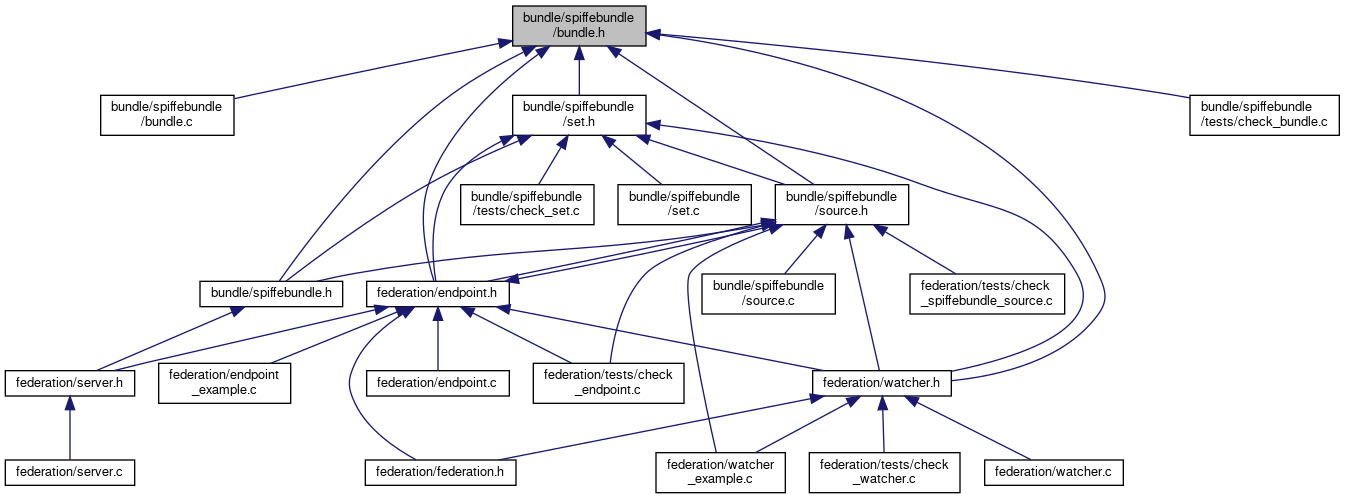 bundle/spiffebundle
/bundle.h
bundle/spiffebundle
/bundle.c
bundle/spiffebundle
/set.h
bundle/spiffebundle
/tests/check_bundle.c
bundle/spiffebundle
/tests/check_set.c
bundle/spiffebundle
/set.c
bundle/spiffebundle
/source.h
bundle/spiffebundle.h
federation/endpoint.h
bundle/spiffebundle
/source.c
federation/tests/check
_spiffebundle_source.c
federation/server.h
federation/endpoint
_example.c
federation/endpoint.c
federation/tests/check
_endpoint.c
federation/watcher.h
federation/server.c
federation/federation.h
federation/watcher
_example.c
federation/tests/check
_watcher.c
federation/watcher.c